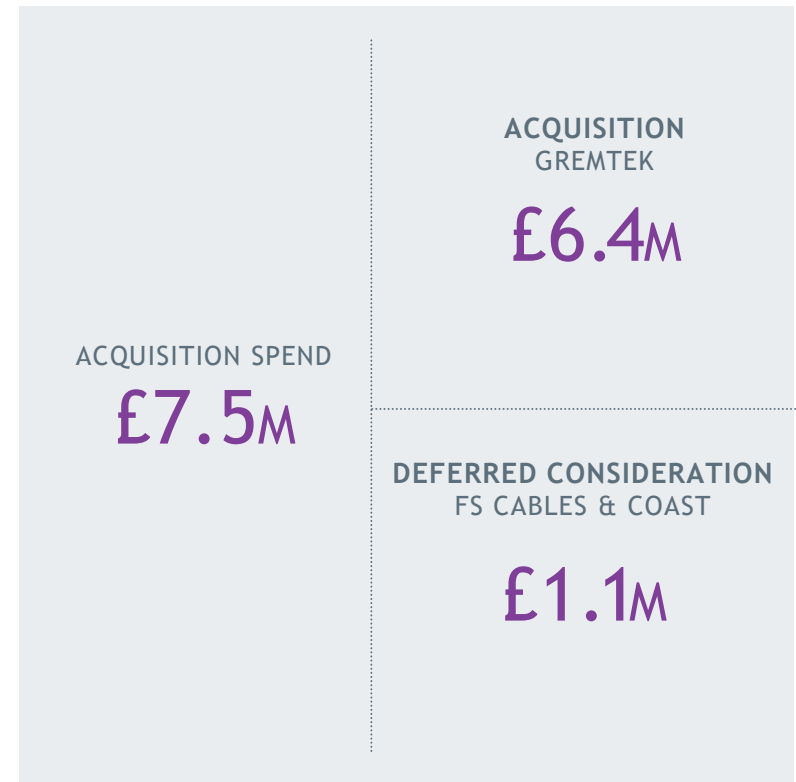 ACQUISITION SPEND
£7.5M
ACQUISITION
GREMTEK
£6.4M
DEFERRED CONSIDERATION
FS CABLES & COAST
£1.1M